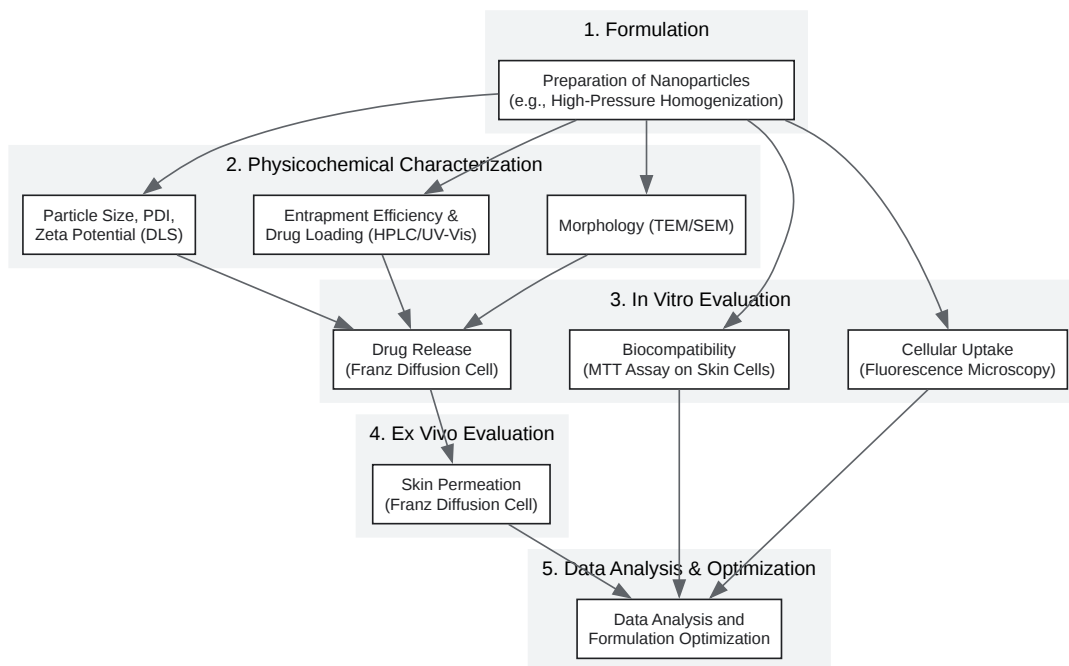 1. Formulation
Preparation of Nanoparticles
(e.g., High-Pressure Homogenization)
2. Physicochemical Characterization
Particle Size, PDI,
Zeta Potential (DLS)
Entrapment Efficiency &
Drug Loading (HPLC/UV-Vis)
Morphology (TEM/SEM)
3. In Vitro Evaluation
Drug Release
(Franz Diffusion Cell)
Biocompatibility
(MTT Assay on Skin Cells)
Cellular Uptake
(Fluorescence Microscopy)
4. Ex Vivo Evaluation
Skin Permeation
(Franz Diffusion Cell)
5. Data Analysis & Optimization
Data Analysis and
Formulation Optimization